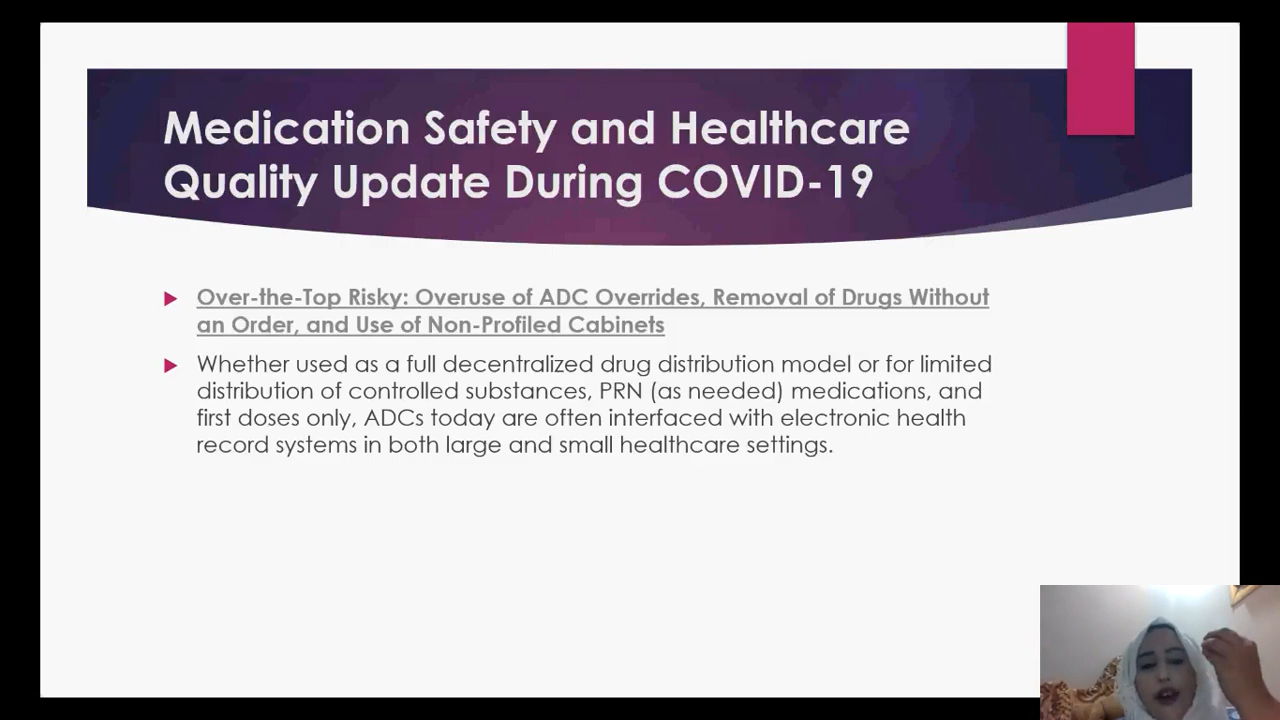 Medication Safety and Healthcare
Quality Update During COVID-19
Over-the-Top Risky: Overuse of ADC Overrides, Removal of Drugs Without
an Order, and Use of Non-Profiled Cabinets
Whether used as a full decentralized drug distribution model or for limited
distribution of controlled substances, PRN (as needed) medications, and
first doses only, ADCs today are often interfaced with electronic health
record systems in both large and small healthcare settings.